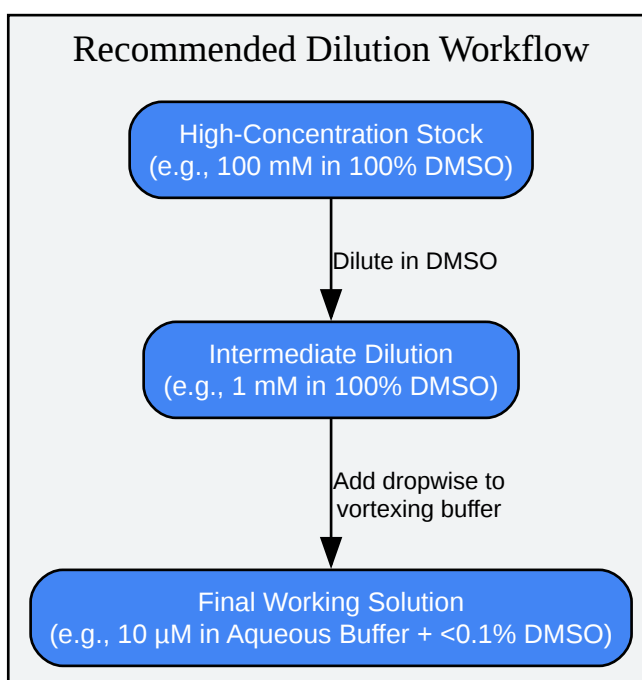 Recommended Dilution Workflow
High-Concentration Stock
(e.g., 100 mM in 100% DMSO)
Dilute in DMSO
Intermediate Dilution
(e.g., 1 mM in 100% DMSO)
Add dropwise to
vortexing buffer
Final Working Solution
(e.g., 10 µM in Aqueous Buffer + <0.1% DMSO)